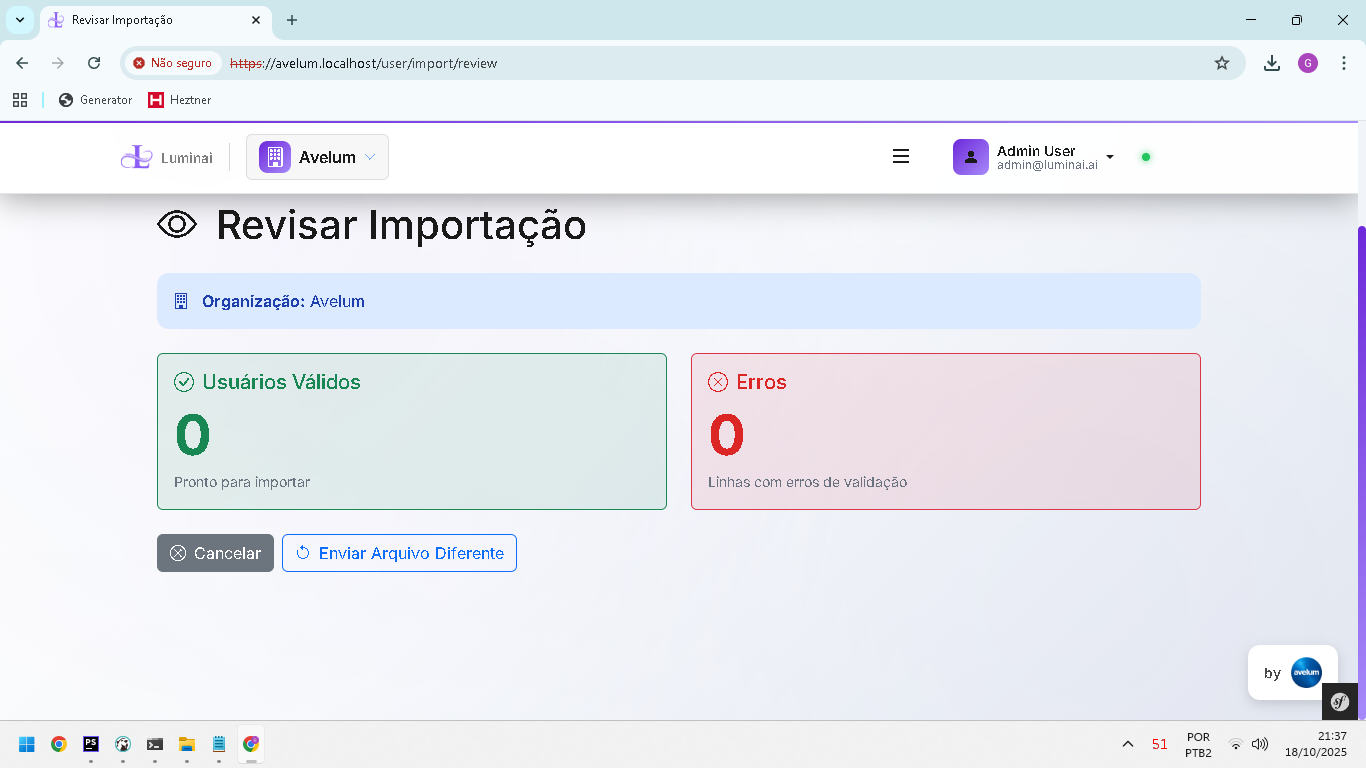 Revisar Importação
Não seguro
https://avelum.localhost/user/import/review
G
Generator
H Heztner
Luminai
Avelum
Admin User
admin@luminai.ai
Revisar Importação
Organização: Avelum
Usuários Válidos
0
Pronto para importar
Erros
0
Linhas com erros de validação
Cancelar
Enviar Arquivo Diferente
by avelum
sf
PS
51
POR
PTB2
21:37
18/10/2025